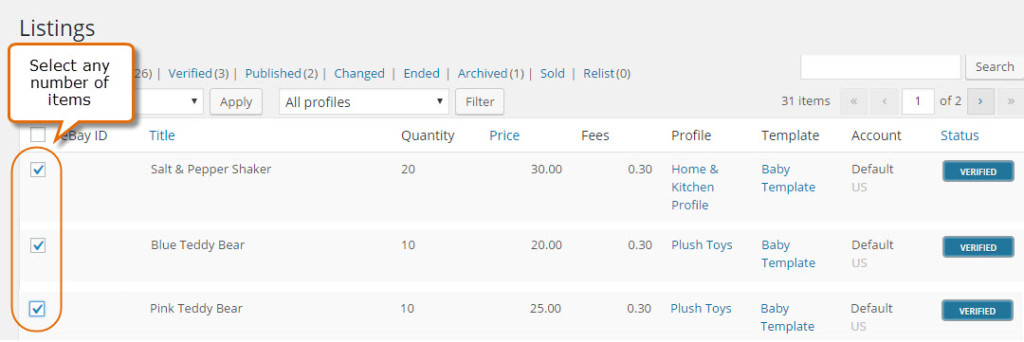 Listings
Select any
number of
items
26) | Verified (3) | Published (2) | Changed | Ended | Archived (1) | Sold | Relist (0)
Search
Apply All profiles Filter 31 items « ‹ 1 of 2 › »
eBay ID Title Quantity Price Fees Profile Template Account Status
Salt & Pepper Shaker 20 30.00 0.30 Home & Baby Default VERIFIED
Kitchen Template US
Profile
Blue Teddy Bear 10 20.00 0.30 Plush Toys Baby Default VERIFIED
Template US
Pink Teddy Bear 10 25.00 0.30 Plush Toys Baby Default VERIFIED
Template US